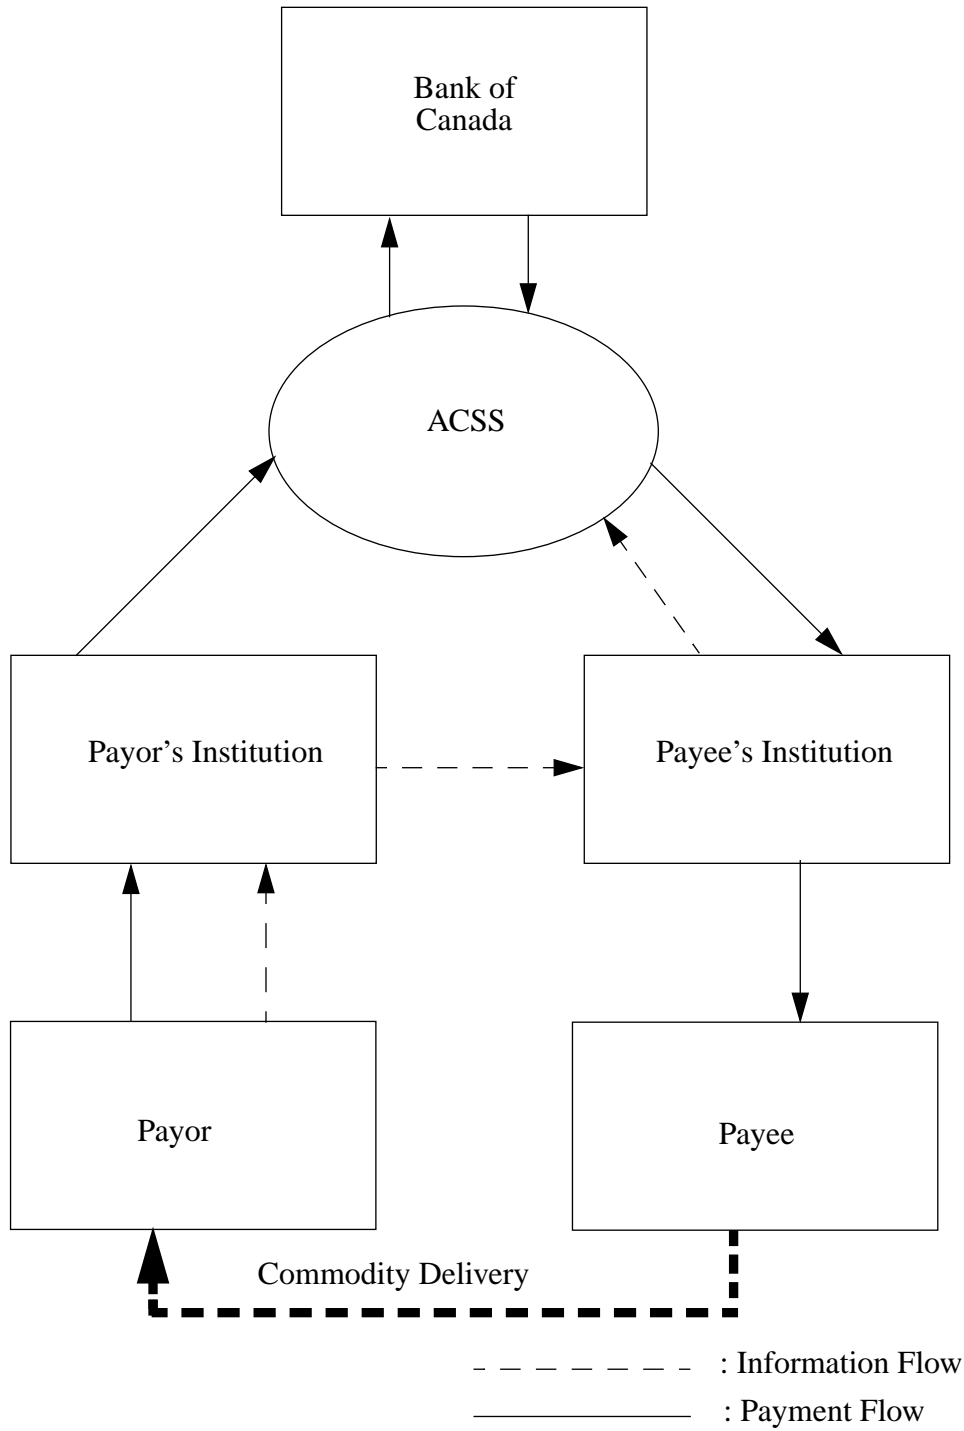 Bank of
Canada
ACSS
Payor's Institution
Payee's Institution
Payor
Payee
Commodity Delivery
: Information Flow
: Payment Flow